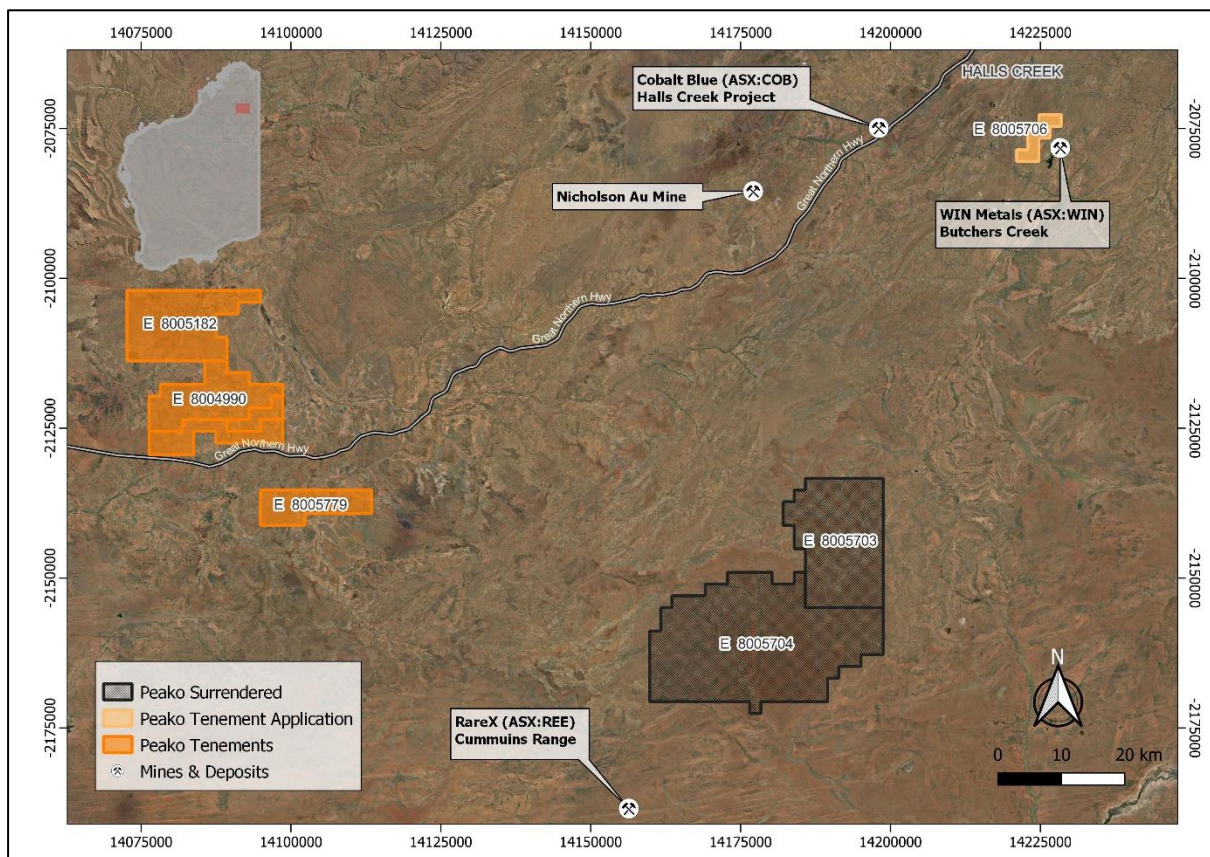 14075000 14100000 14125000 14150000 14175000 14200000 14225000
HALLS CREEK
Cobalt Blue (ASX:COB)
Halls Creek Project
-2075000 -2075000
E 8005706
Great Northern Hwy
Nicholson Au Mine
WIN Metals (ASX:WIN)
Butchers Creek
-2100000 -2100000
Great Northern Hwy
E 8005182
E 8004990
-2125000 -2125000
Great Northern Hwy
E 8005779
E 8005703
-2150000 -2150000
E 8005704
N
Peako Surrendered
Peako Tenement Application
Peako Tenements
Mines & Deposits
RareX (ASX:REE)
Cummuins Range
-2175000 -2175000
0 10 20 km
14075000 14100000 14125000 14150000 14175000 14200000 14225000